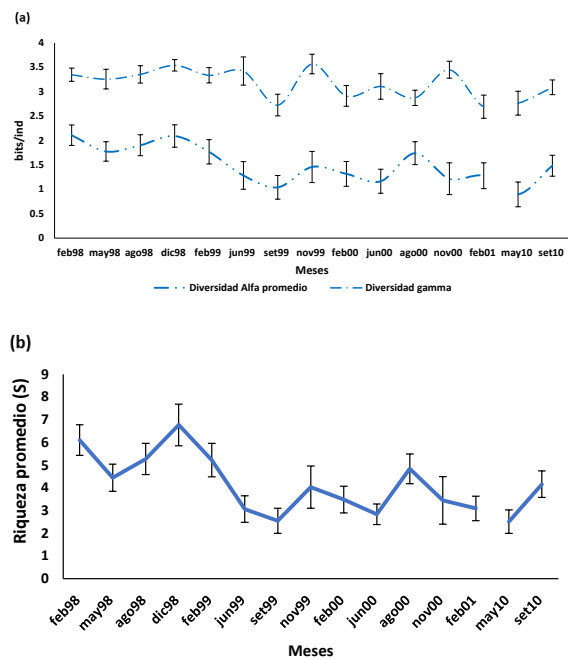 (a)
4
3.5
3
2.5
2
1.5
1
0.5
0
bits/ind
feb98 may98 ago98 dic98 feb99 jun99 set99 nov99 feb00 jun00 ago00 nov00 feb01 may10 set10
Meses
Diversidad Alfa promedio Diversidad gamma
(b)
9
8
7
6
5
4
3
2
1
0
Riqueza promedio (S)
feb98 may98 ago98 dic98 feb99 jun99 set99 nov99 feb00 jun00 ago00 nov00 feb01 may10 set10
Meses